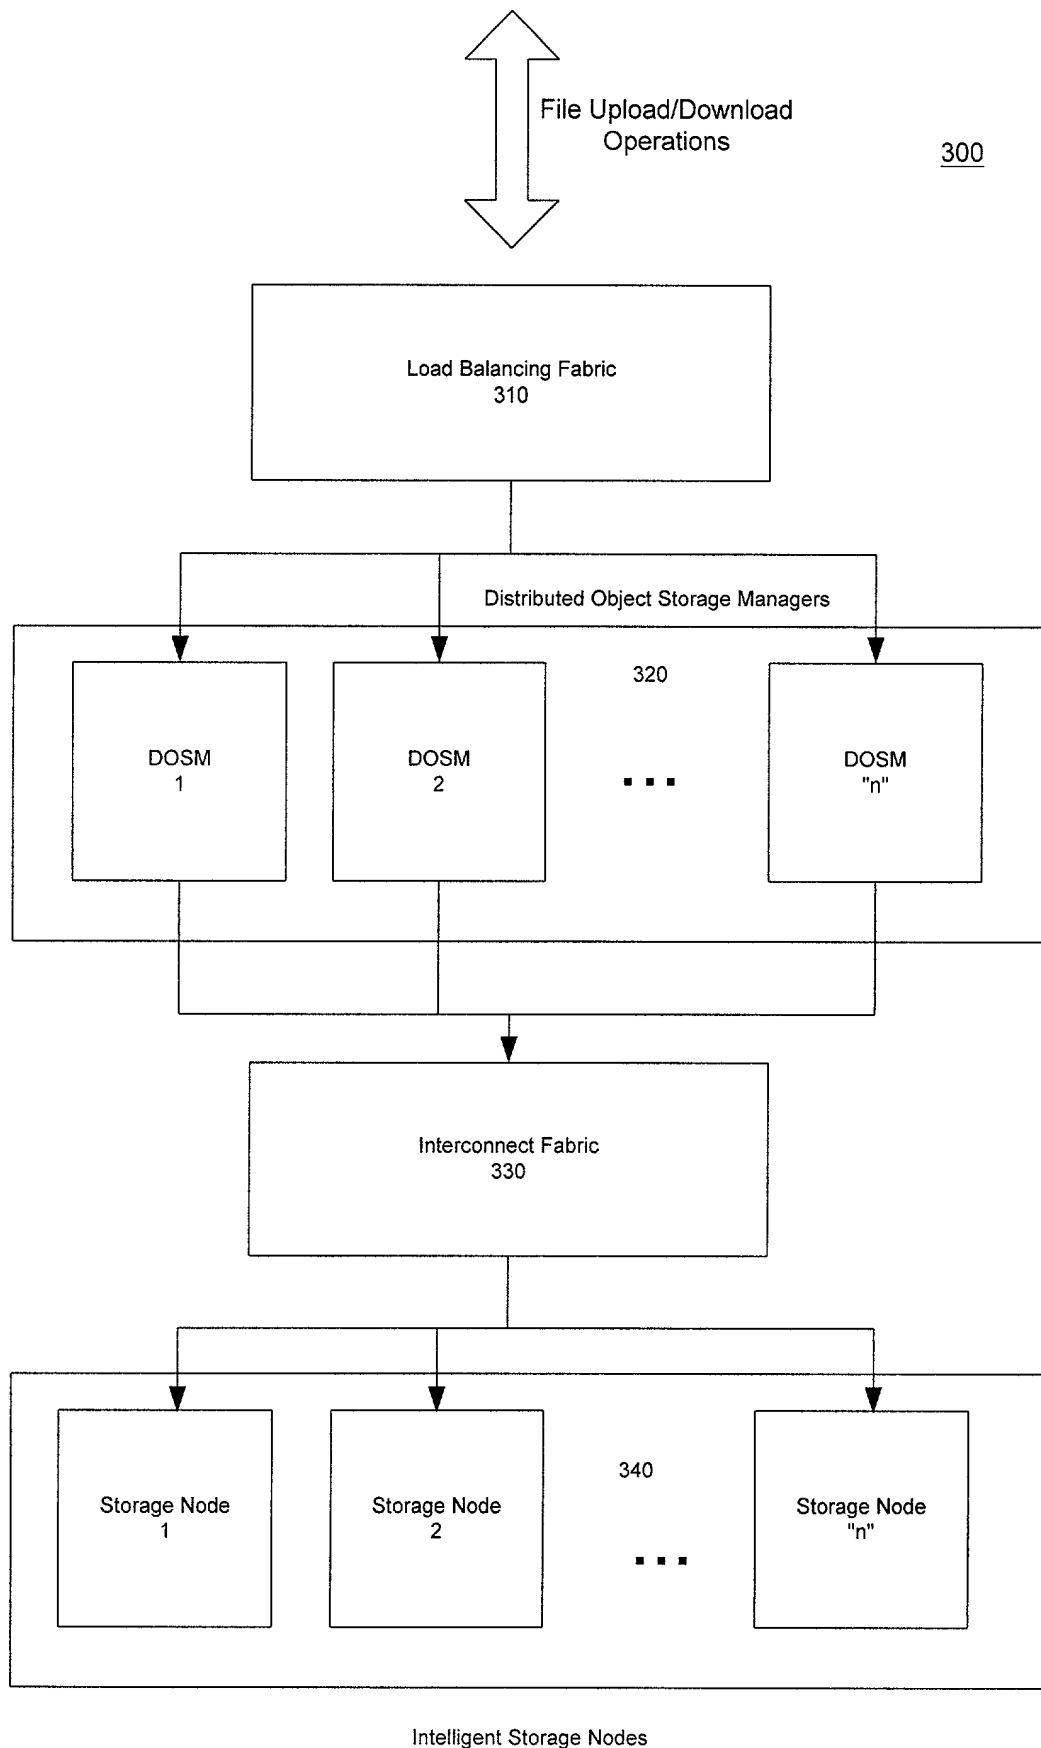 File Upload/Download
Operations
300
Load Balancing Fabric
310
Distributed Object Storage Managers
320
DOSM
1
DOSM
2
DOSM
"n"
Interconnect Fabric
330
340
Storage Node
1
Storage Node
2
Storage Node
"n"
Intelligent Storage Nodes